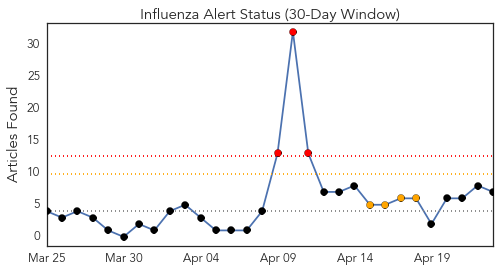 Influenza Alert Status (30-Day Window)
Articles Found
30
25
20
15
10
5
0
Mar 25 Mar 30 Apr 04 Apr 09 Apr 14 Apr 19